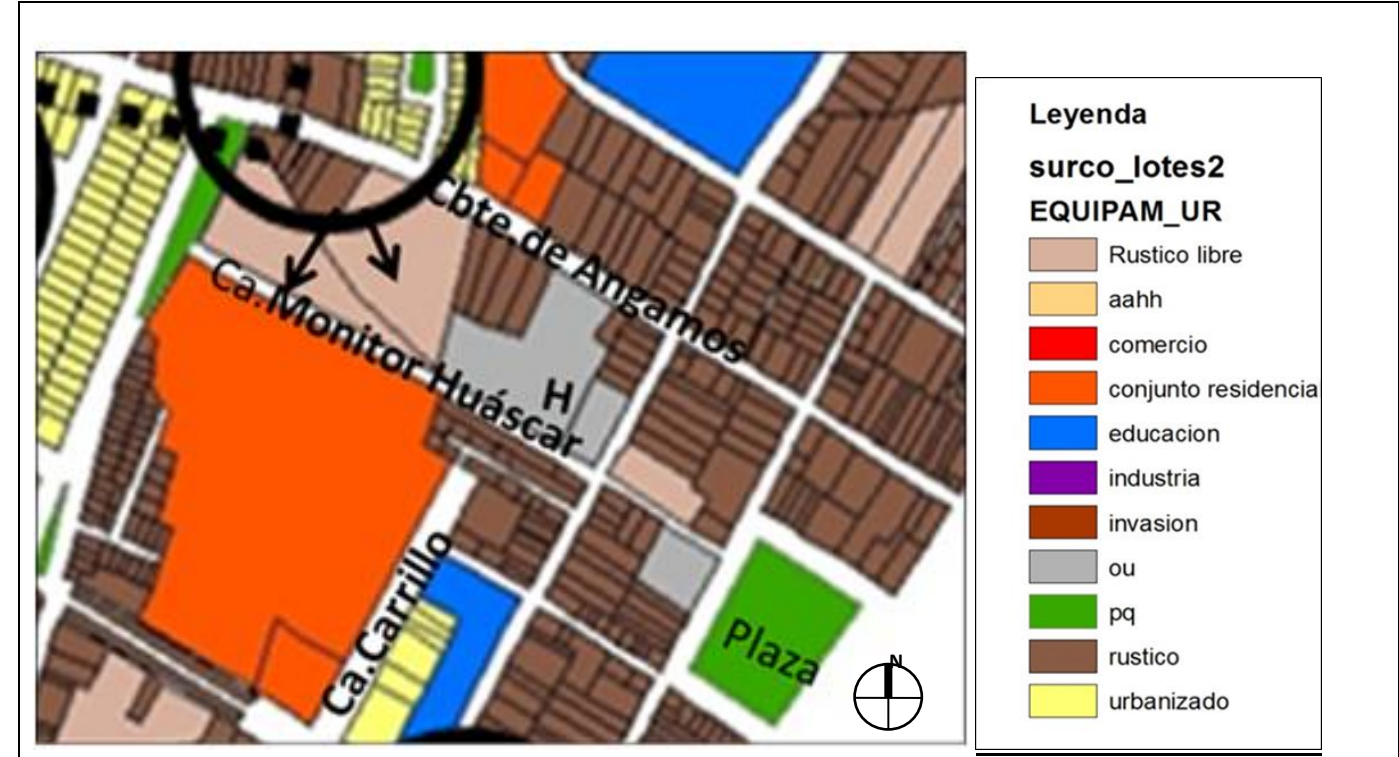 Cbte.de Angamos
Ca.Monitor Huáscar
H
Ca.Carrillo
Plaza
N
Leyenda
surco_lotes2
EQUIPAM_UR
Rustico libre
aahh
comercio
conjunto residencia
educacion
industria
invasion
ou
pq
rustico
urbanizado